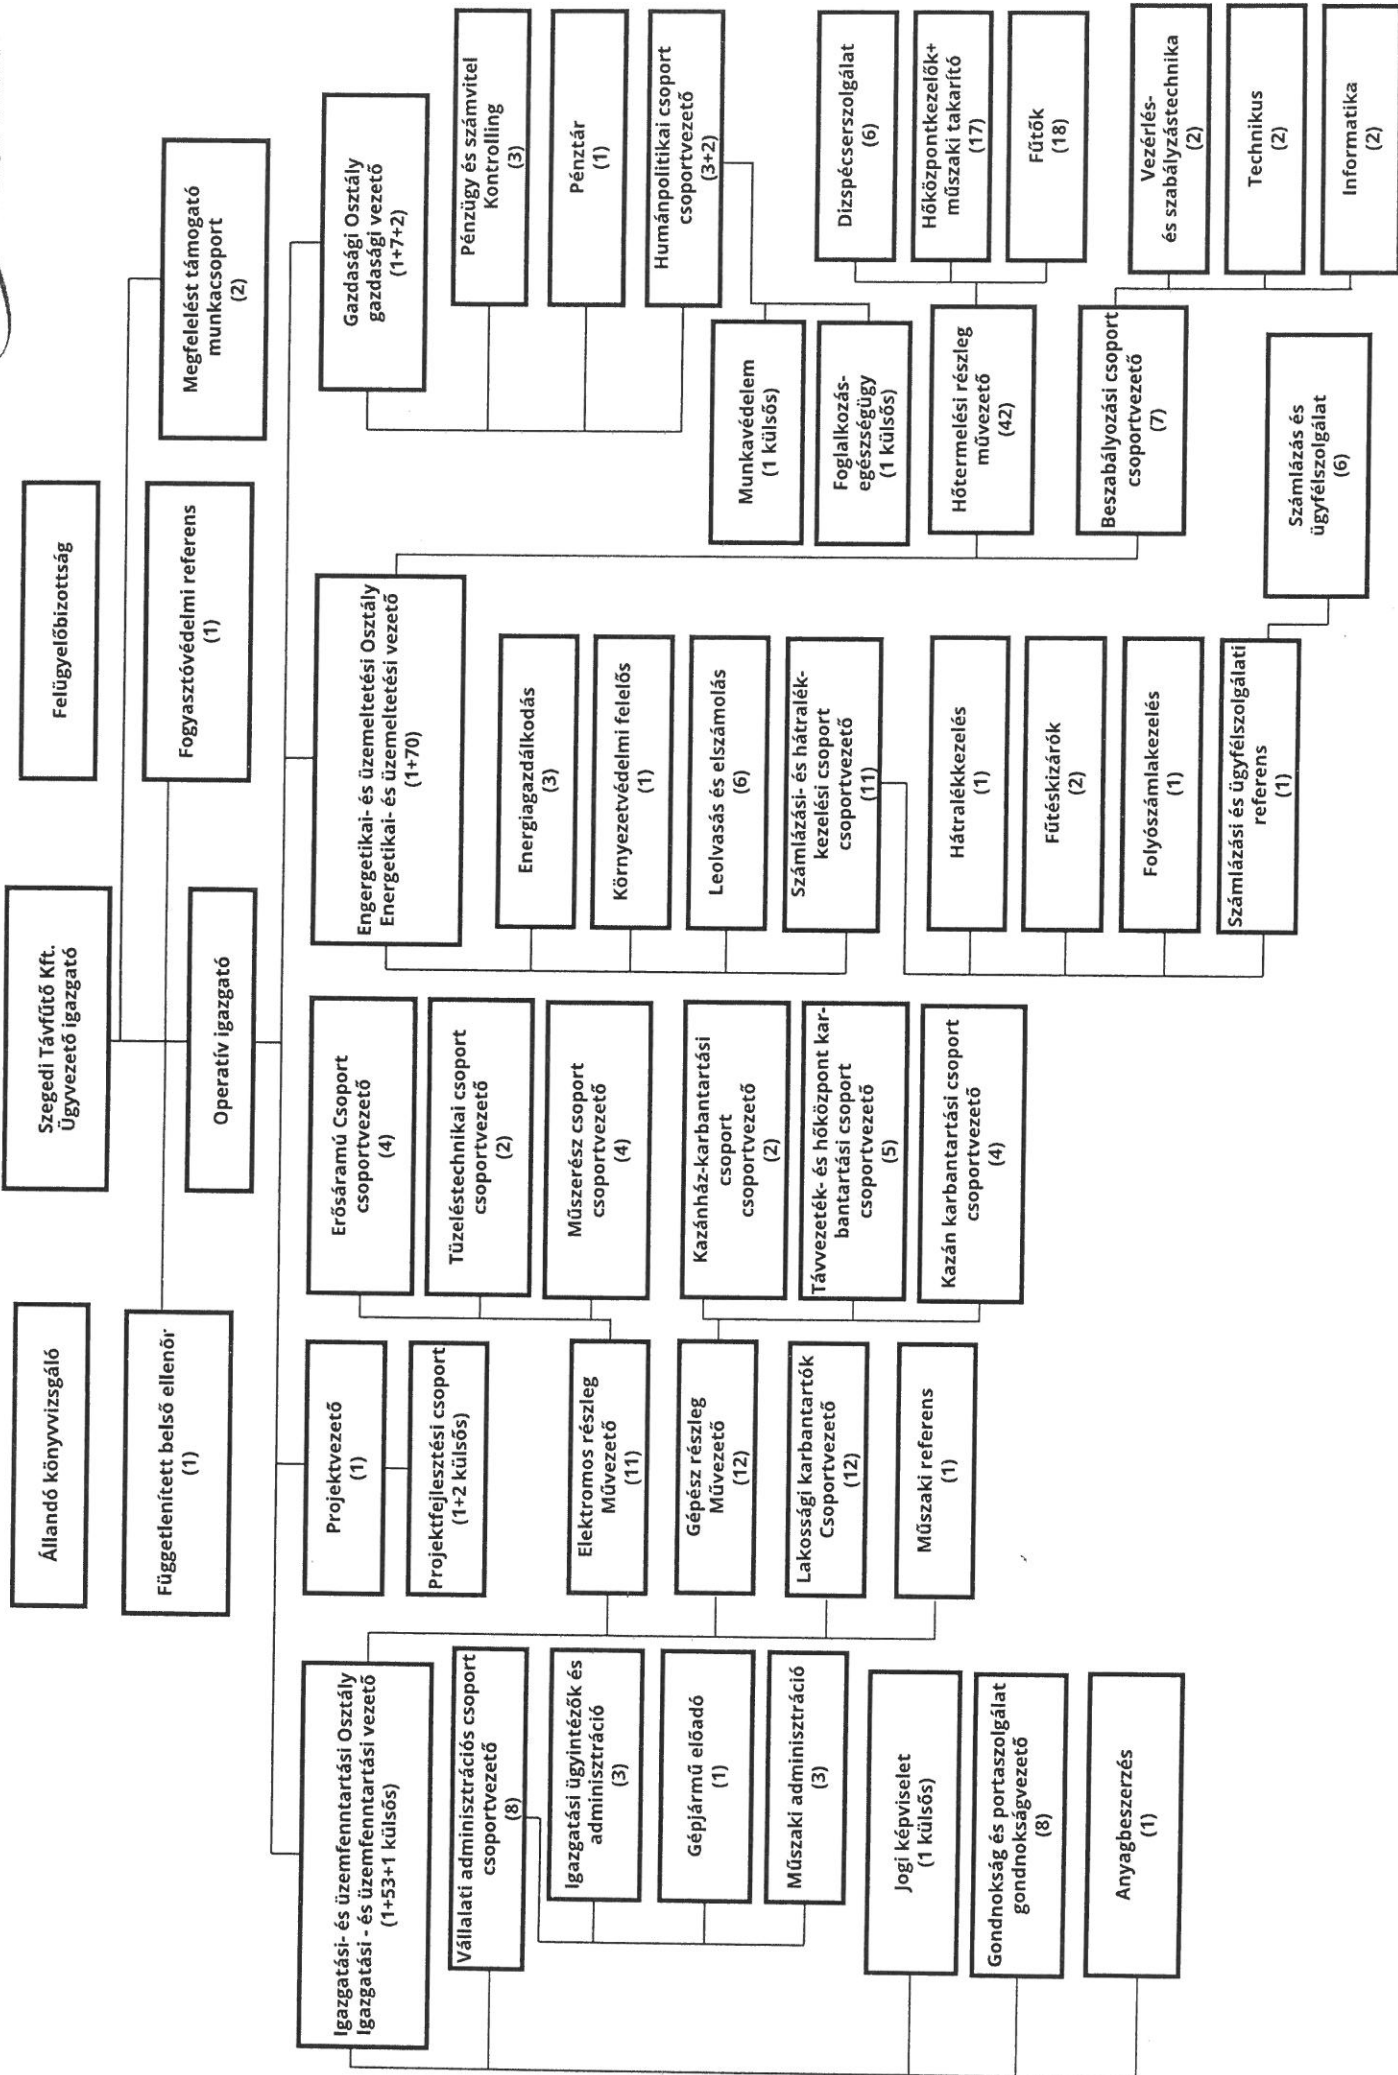 Állandó könyvvizsgáló
Szegedi Távfűtő Kft.
Ügyvezető igazgató
Felügyelőbizottság
Függetlenített belső ellenőr
(1)
Fogyasztóvédelmi referens
(1)
Megfelelést támogató
munkacsoport
(2)
Operatív igazgató
Igazgatási- és üzemfenntartási Osztály
Igazgatási - és üzemfenntartási vezető
(1+53+1 külsős)
Vállalati adminisztrációs csoport
csoportvezető
(8)
Igazgatási ügyintézők és
adminisztráció
(3)
Gépjármű előadó
(1)
Műszaki adminisztráció
(3)
Jogi képviselet
(1 külsős)
Gondnokság és portaszolgálat
gondnokságvezető
(8)
Anyagbeszerzés
(1)
Projektvezető
(1)
Projektfejlesztési csoport
(1+2 külsős)
Elektromos részleg
Művezető
(11)
Gépész részleg
Művezető
(12)
Lakossági karbantartók
Csoportvezető
(12)
Műszaki referens
(1)
Erősáramú Csoport
csoportvezető
(4)
Tüzeléstechnikai csoport
csoportvezető
(2)
Műszerész csoport
csoportvezető
(4)
Kazánház-karbantartási
csoport
csoportvezető
(2)
Távvezeték- és hőközpont kar-
bantartási csoport
csoportvezető
(5)
Kazán karbantartási csoport
csoportvezető
(4)
Engergetikai- és üzemeltetési Osztály
Energetikai- és üzemeltetési vezető
(1+70)
Energiagazdálkodás
(3)
Környezetvédelmi felelős
(1)
Leolvasás és elszámolás
(6)
Számlázási- és hátralék-
kezelési csoport
csoportvezető
(11)
Hátralékkezelés
(1)
Fűtéskizárók
(2)
Folyószámlakezelés
(1)
Számlázási és ügyfélszolgálati
referens
(1)
Számlázás és
ügyfélszolgálat
(6)
Gazdasági Osztály
gazdasági vezető
(1+7+2)
Pénzügy és számvitel
Kontrolling
(3)
Pénztár
(1)
Humánpolitikai csoport
csoportvezető
(3+2)
Munkavédelem
(1 külsős)
Foglalkozás-
egészségügy
(1 külsős)
Hőtermelési részleg
művezető
(42)
Diszpécserszolgálat
(6)
Hőközpontkezelők+
műszaki takarító
(17)
Fűtők
(18)
Beszabályozási csoport
csoportvezető
(7)
Vezérlés-
és szabályzástechnika
(2)
Technikus
(2)
Informatika
(2)